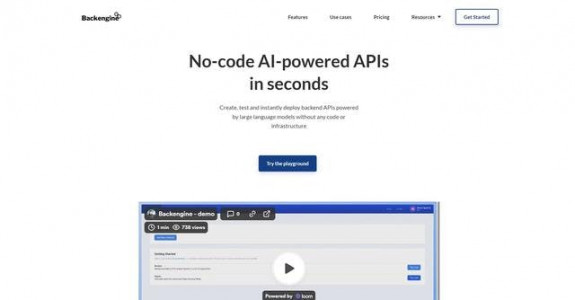 Backengine
Features
Use cases
Pricing
Resources
Get Started
No-code AI-powered APIs
in seconds
Create, test and instantly deploy backend APIs powered
by large language models without any code or
infrastructure
Try the playground
Backengine - demo
0
1 min
736 views
Getting started
Powered by loom